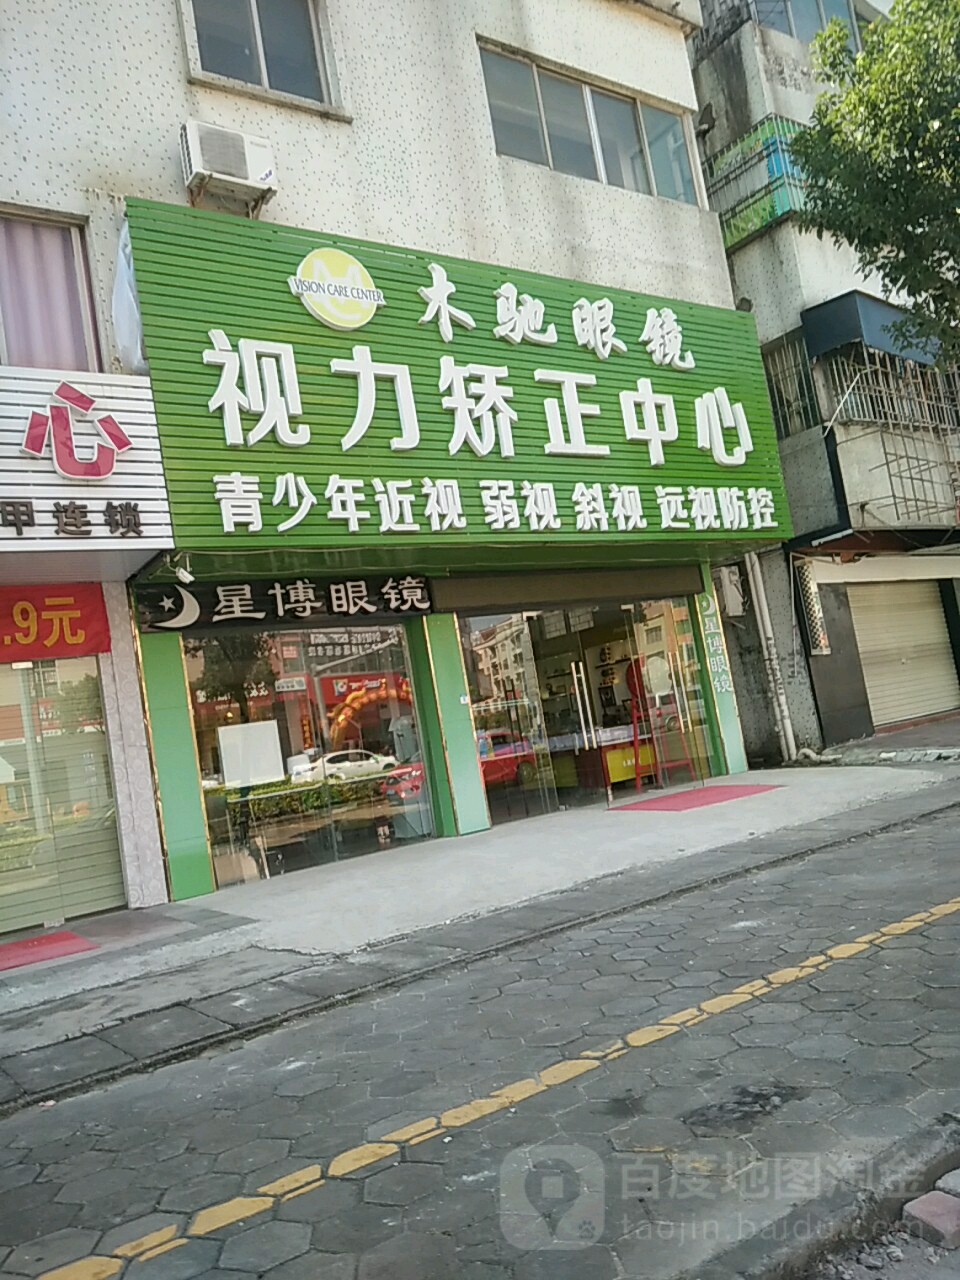 VISION CARE CENTER
木驰眼镜
视力矫正中心
青少年近视 弱视 斜视 远视防控
心
甲连锁
.9元
星博眼镜
星博眼镜
百度地图淘金
taojin.baidu.com